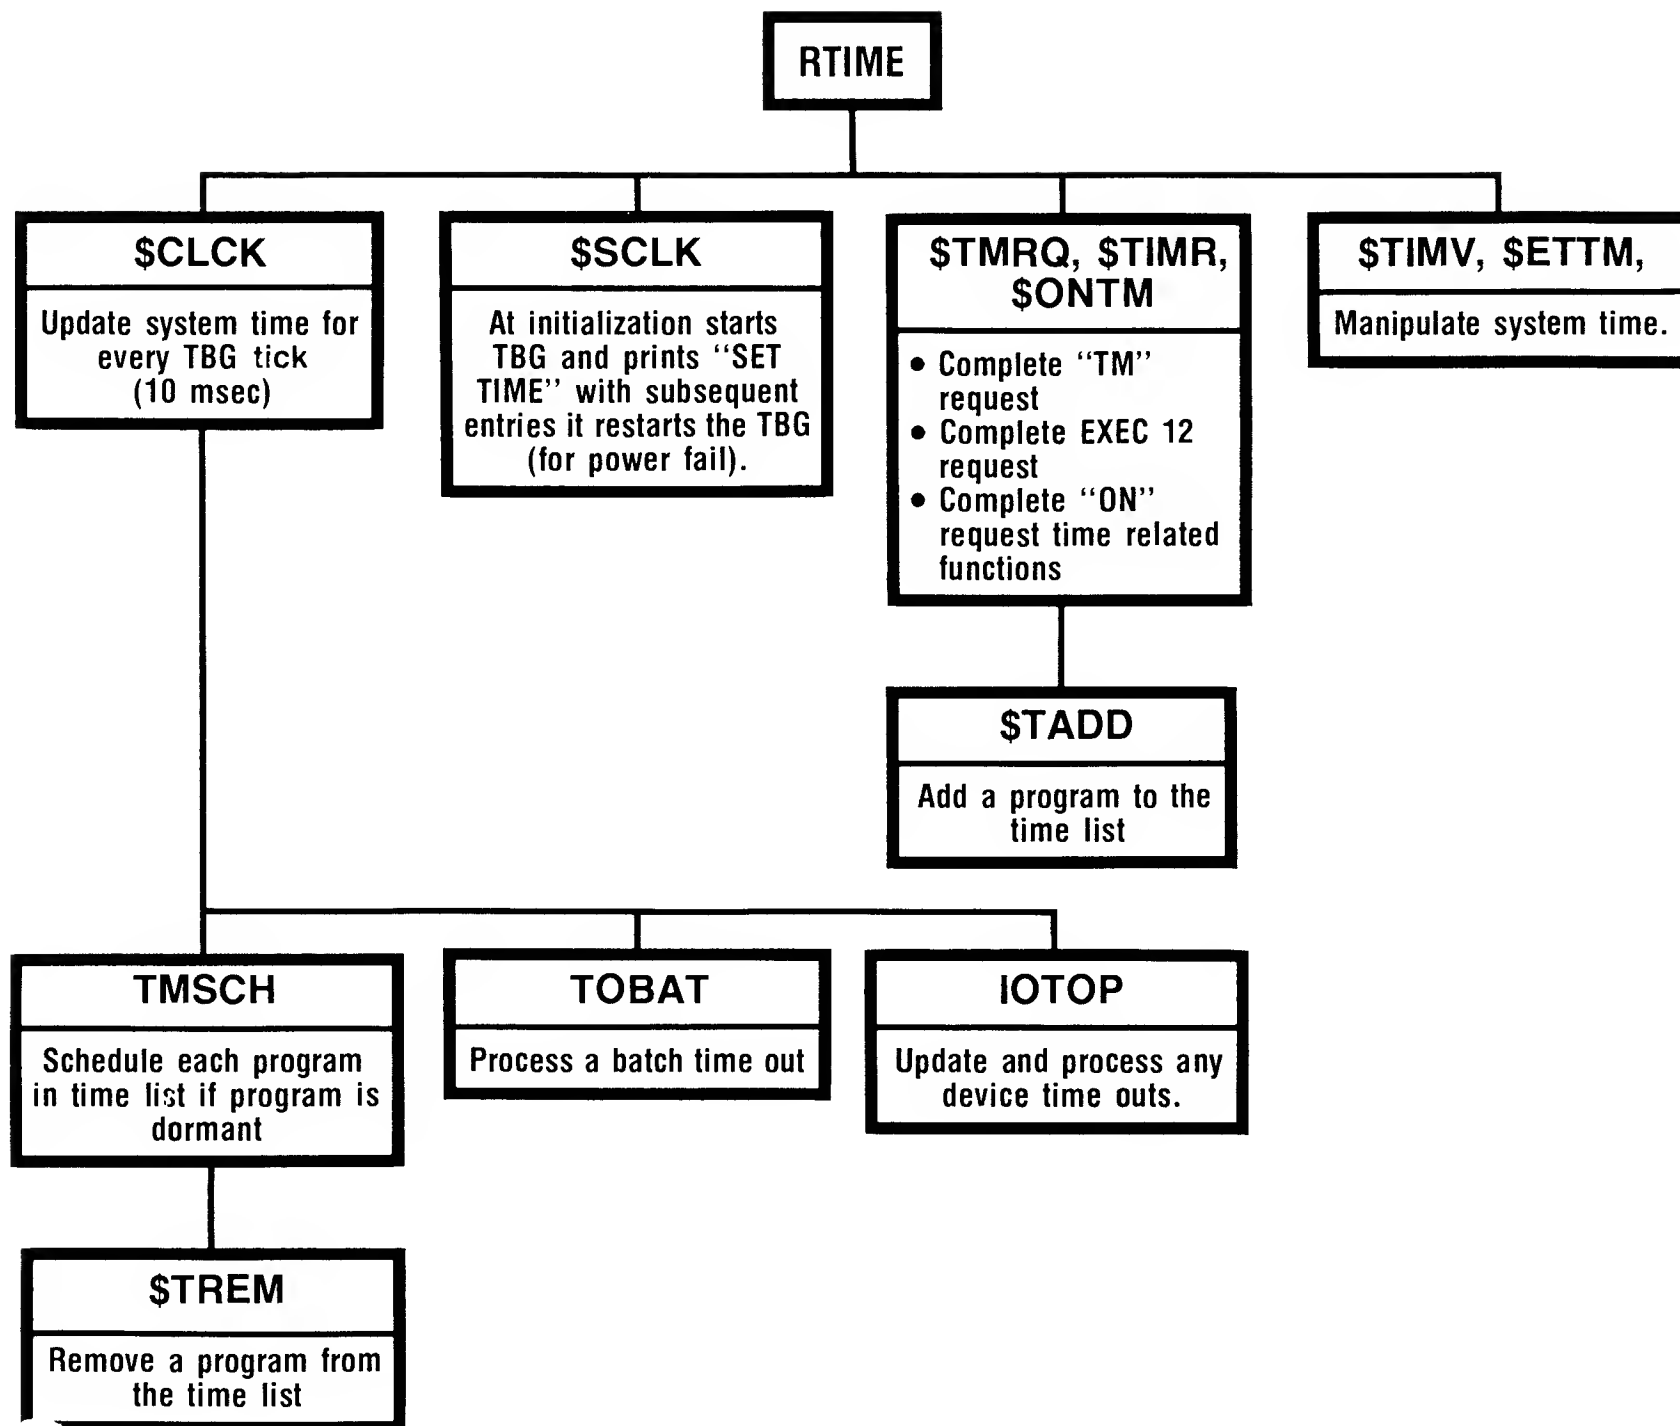 RTIME
$CLCK
Update system time for
every TBG tick
(10 msec)
$SCLK
At initialization starts
TBG and prints “SET
TIME’’ with subsequent
entries it restarts the TBG
(for power fail).
$TMRQ, $TIMR,
$ONTM
• Complete “TM”
request
• Complete EXEC 12
request
• Complete “ON”
request time related
functions
$TIMV, $ETTM,
Manipulate system time.
$TADD
Add a program to the
time list
TMSCH
Schedule each program
in time list if program is
dormant
TOBAT
Process a batch time out
IOTOP
Update and process any
device time outs.
$TREM
Remove a program from
the time list